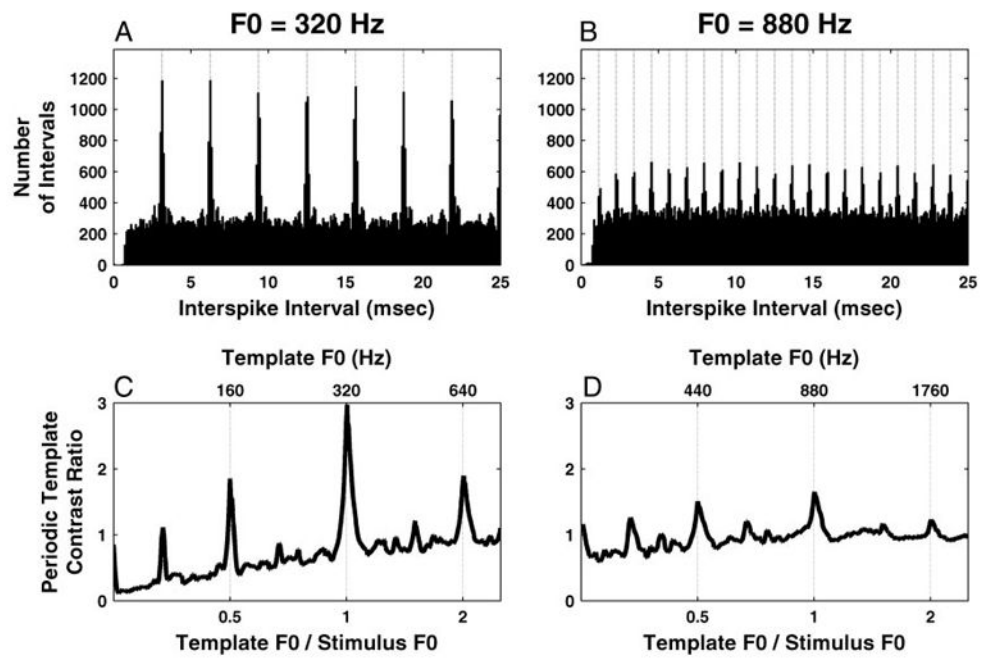 A
F0 = 320 Hz
B
F0 = 880 Hz
Number
of Intervals
1200
1000
800
600
400
200
0
0 5 10 15 20 25
Interspike Interval (msec)
1200
1000
800
600
400
200
0
0 5 10 15 20 25
Interspike Interval (msec)
C
Template F0 (Hz)
160 320 640
D
Template F0 (Hz)
440 880 1760
Periodic Template
Contrast Ratio
3
2
1
0
0.5 1 2
Template F0 / Stimulus F0
3
2
1
0
0.5 1 2
Template F0 / Stimulus F0